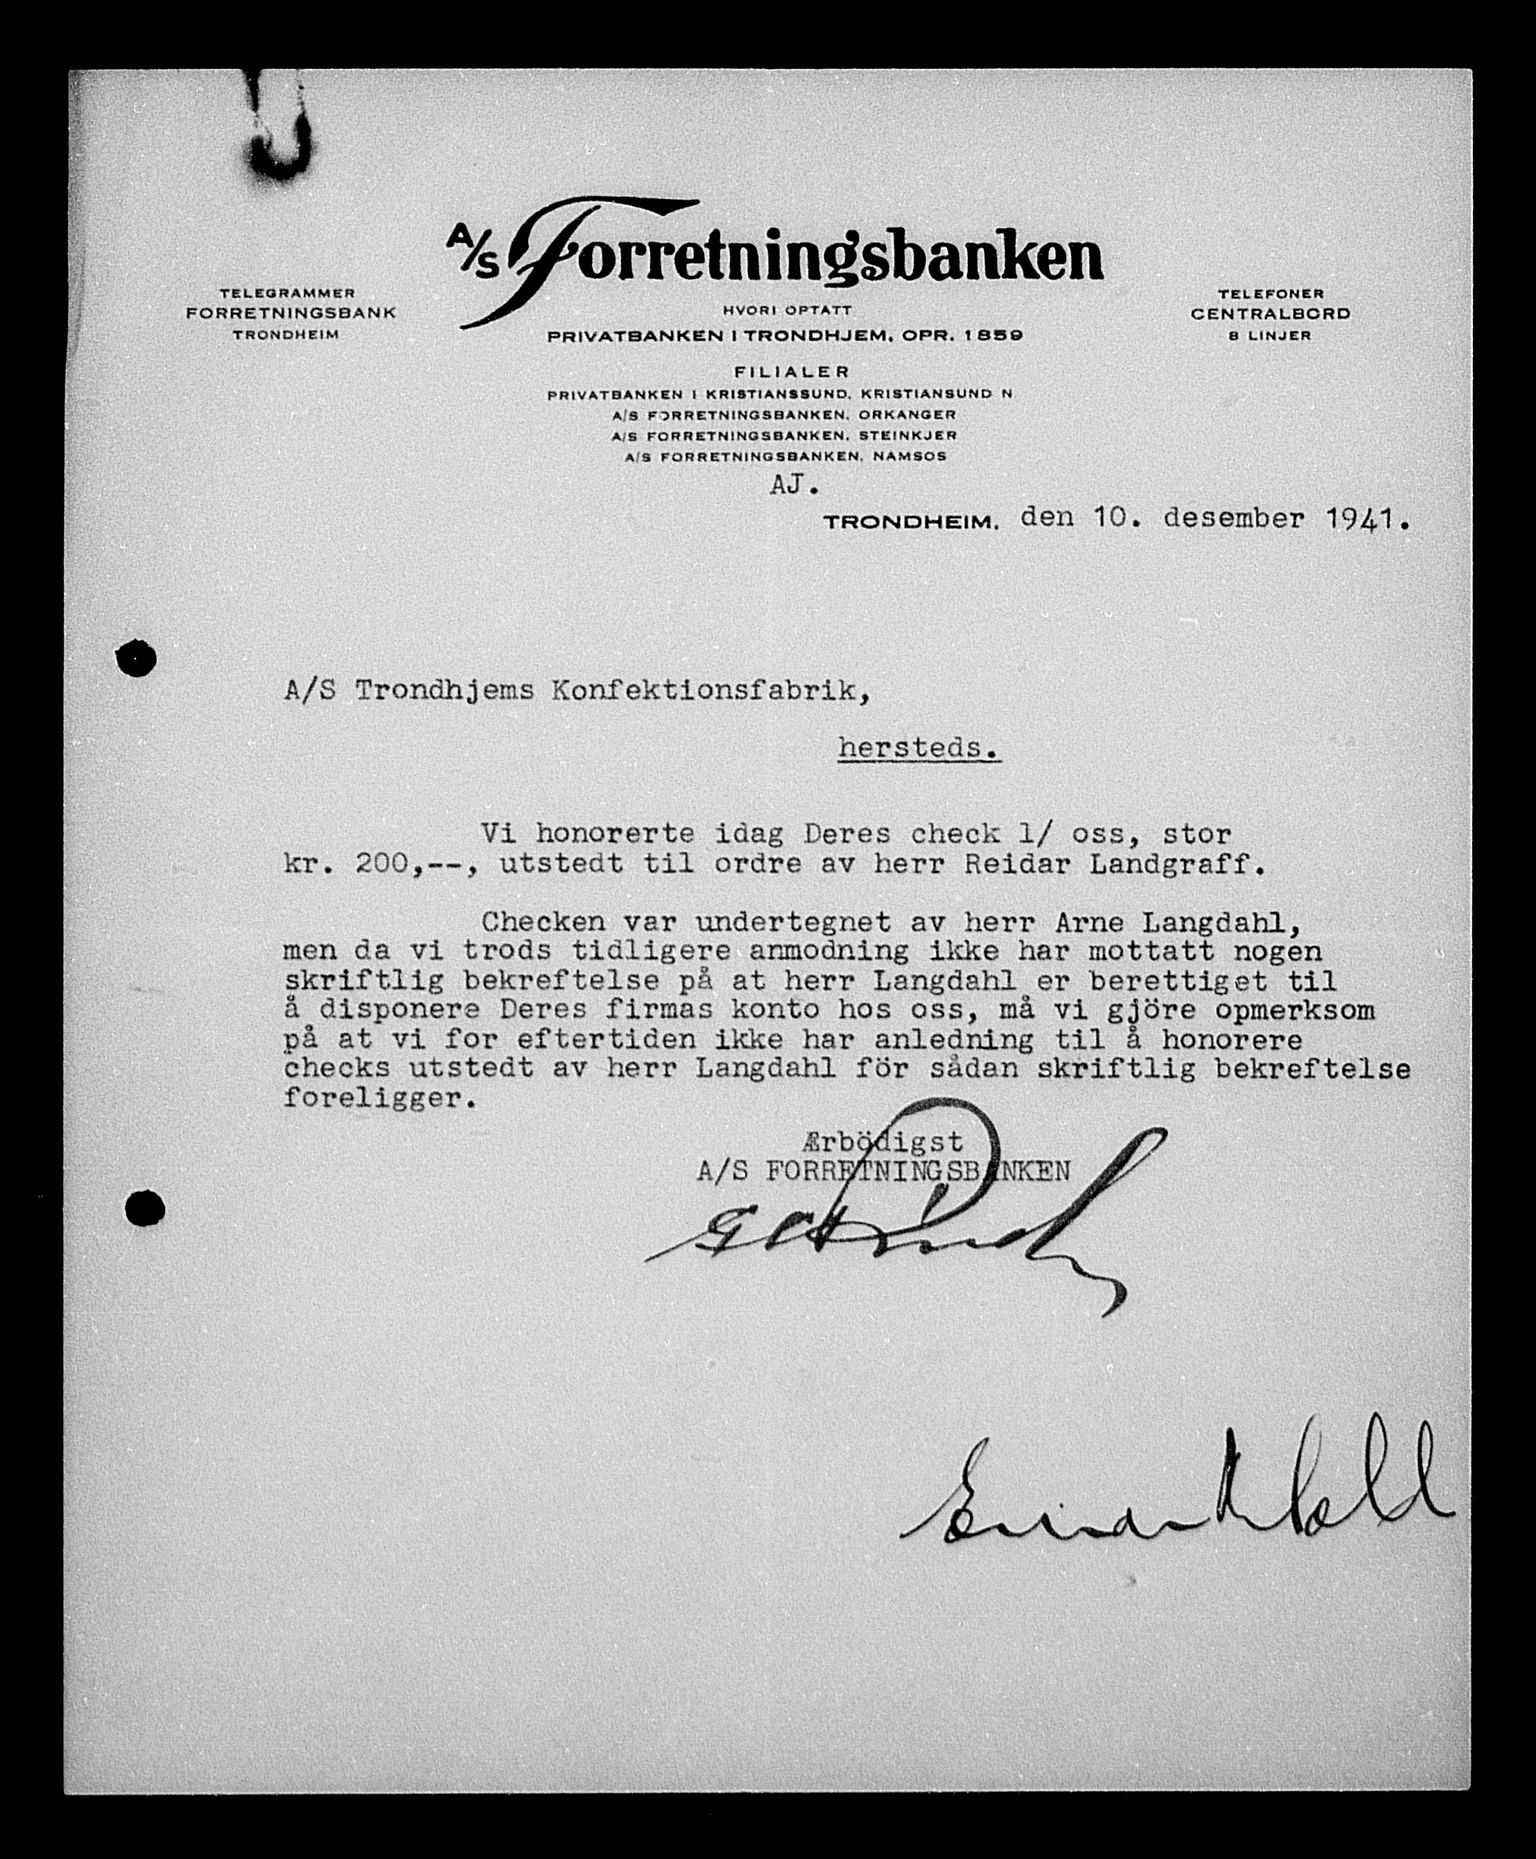 A/S Forretningsbanken
TELEGRAMMER
FORRETNINGSBANK
TRONDHEIM
HVORI OPTATT
PRIVATBANKEN I TRONDHJEM, OPR. 1859
TELEFONER
CENTRALBORD
8 LINJER
FILIALER
PRIVATBANKEN I KRISTIANSSUND, KRISTIANSUND N
A/S FORRETNINGSBANKEN, ORKANGER
A/S FORRETNINGSBANKEN, STEINKJER
A/S FORRETNINGSBANKEN, NAMSOS
AJ.
TRONDHEIM, den 10. desember 1941.
A/S Trondhjems Konfektionsfabrik,
hersteds.
Vi honorerte idag Deres check l/ oss, stor
kr. 200,--, utstedt til ordre av herr Reidar Landgraff.
Checken var undertegnet av herr Arne Langdahl,
men da vi trods tidligere anmodning ikke har mottatt nogen
skriftlig bekreftelse på at herr Langdahl er berettiget til
å disponere Deres firmas konto hos oss, må vi gjöre opmerksom
på at vi for eftertiden ikke har anledning til å honorere
checks utstedt av herr Langdahl för sådan skriftlig bekreftelse
foreligger.
Ærbödigst
A/S FORRETNINGSBANKEN